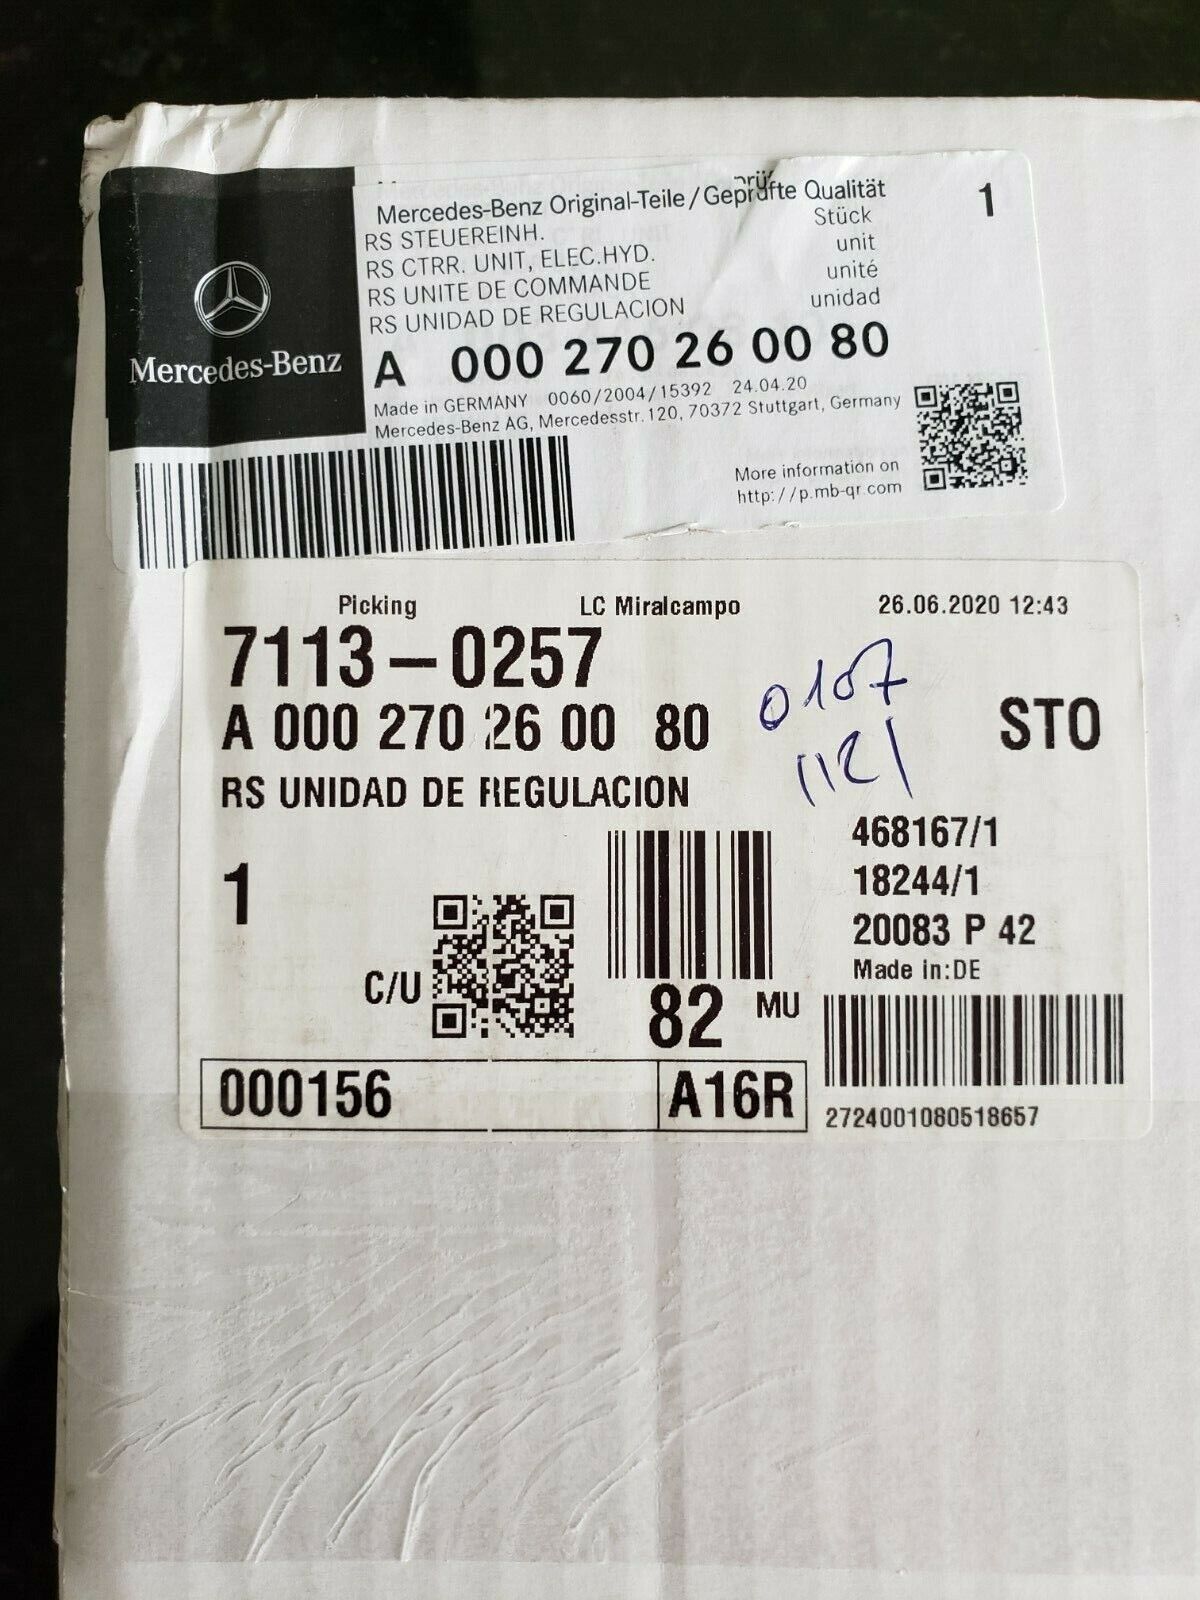 Mercedes-Benz
Mercedes-Benz Original-Teile/Geprüfte Qualität
1
RS STEUEREINH.
Stück
RS CTRR. UNIT, ELEC.HYD.
unit
RS UNITE DE COMMANDE
unité
RS UNIDAD DE REGULACION
unidad
A 000 270 26 00 80
Made in GERMANY 0060/2004/15392 24.04.20
Mercedes-Benz AG, Mercedesstr. 120, 70372 Stuttgart, Germany
More information on
http://p.mb-qr.com
Picking LC Miralcampo 26.06.2020 12:43
7113-0257
A 000 270 26 00 80
0107
1121
STO
RS UNIDAD DE REGULACION
468167/1
1
18244/1
20083 P 42
C/U
Made in:DE
82 MU
000156
A16R
2724001080518657